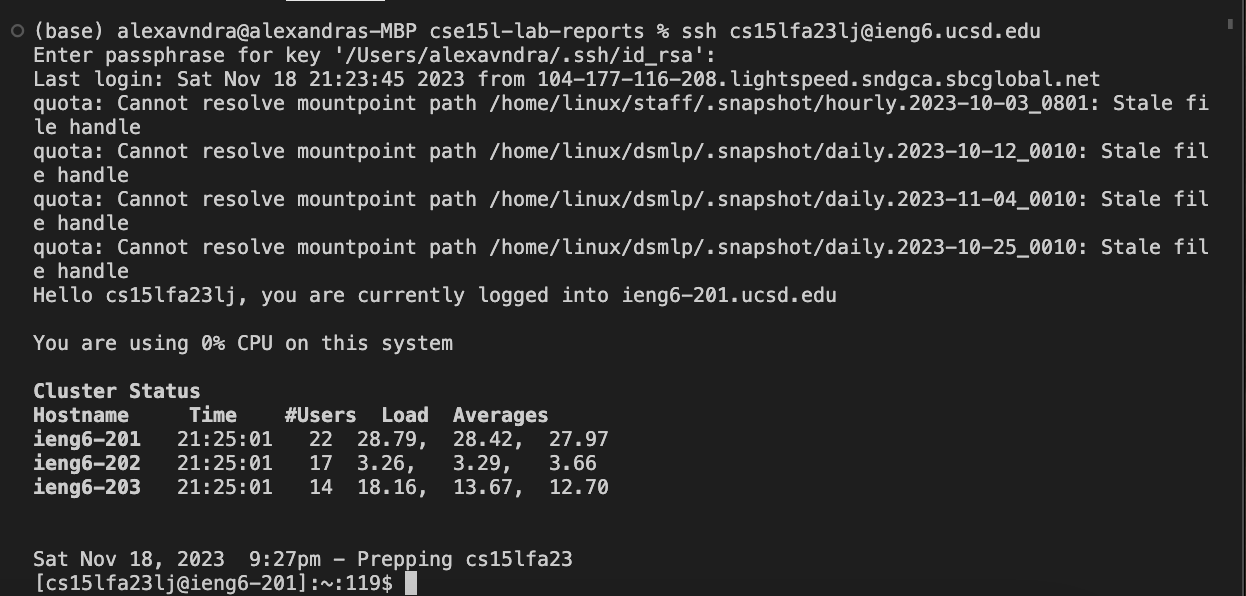 (base) alexavndra@alexandras-MBP cse15l-lab-reports % ssh cs15lfa23lj@ieng6.ucsd.edu
Enter passphrase for key '/Users/alexavndra/.ssh/id_rsa':
Last login: Sat Nov 18 21:23:45 2023 from 104-177-116-208.lightspeed.sndgca.sbcglobal.net
quota: Cannot resolve mountpoint path /home/linux/staff/.snapshot/hourly.2023-10-03_0801: Stale fi
le handle
quota: Cannot resolve mountpoint path /home/linux/dsmlp/.snapshot/daily.2023-10-12_0010: Stale fil
e handle
quota: Cannot resolve mountpoint path /home/linux/dsmlp/.snapshot/daily.2023-11-04_0010: Stale fil
e handle
quota: Cannot resolve mountpoint path /home/linux/dsmlp/.snapshot/daily.2023-10-25_0010: Stale fil
e handle
Hello cs15lfa23lj, you are currently logged into ieng6-201.ucsd.edu
You are using 0% CPU on this system
Cluster Status
Hostname     Time    #Users  Load  Averages
ieng6-201   21:25:01   22  28.79,  28.42,  27.97
ieng6-202   21:25:01   17  3.26,   3.29,   3.66
ieng6-203   21:25:01   14  18.16,  13.67,  12.70
Sat Nov 18, 2023  9:27pm - Prepping cs15lfa23
[cs15lfa23lj@ieng6-201]:~:119$